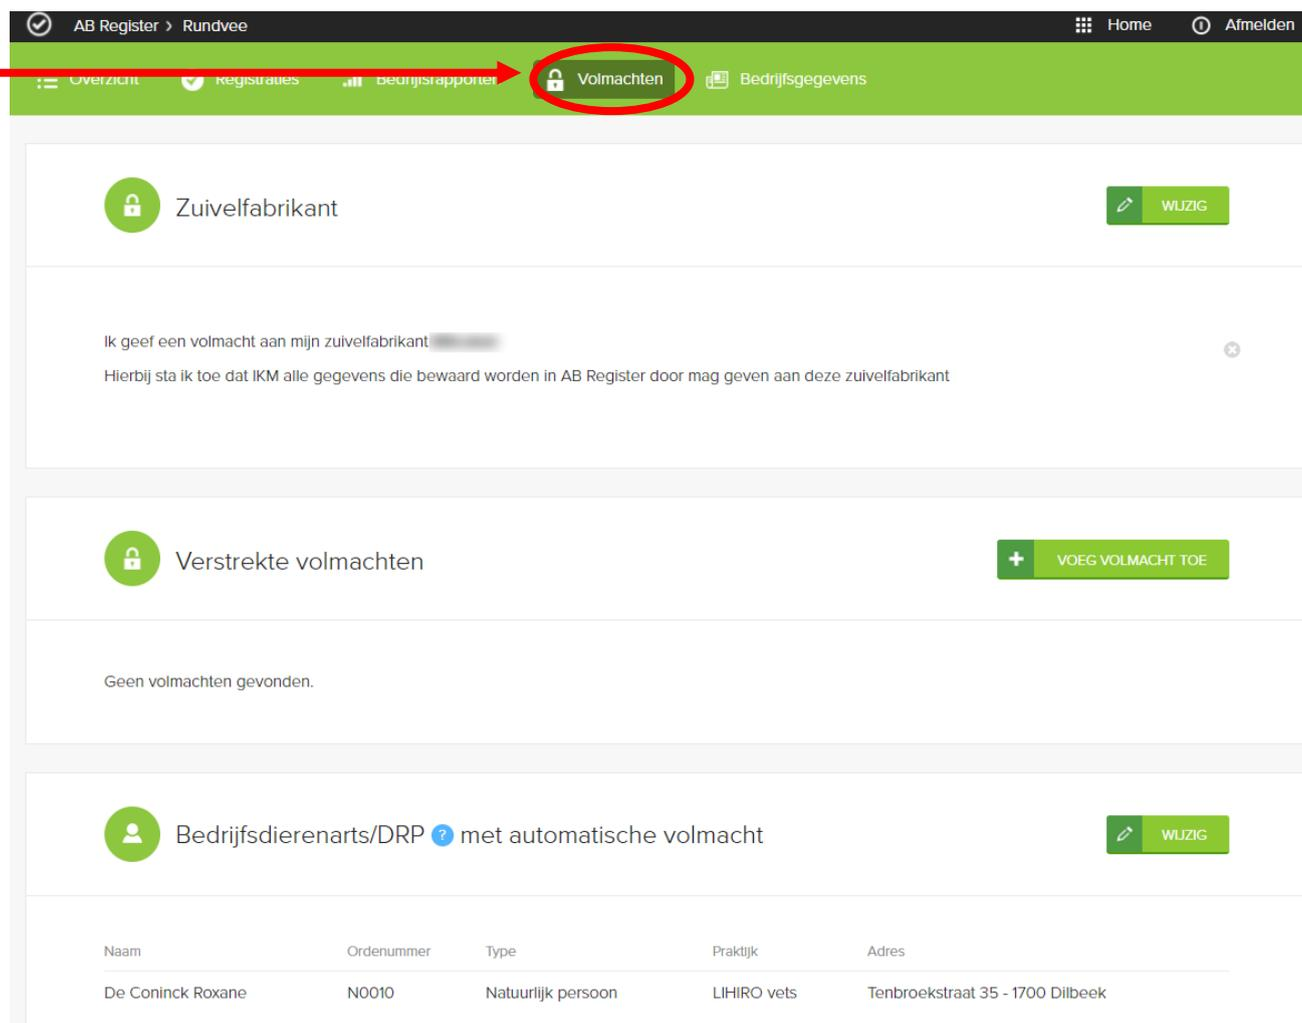 AB Register > Rundvee
Home
Afmelden
Overzicht
Registraties
Bedrijfsrapporten
Volmachten
Bedrijfsgegevens
Zuivelfabrikant
WIJZIG
Ik geef een volmacht aan mijn zuivelfabrikant
Hierbij sta ik toe dat IKM alle gegevens die bewaard worden in AB Register door mag geven aan deze zuivelfabrikant
Verstrekte volmachten
+ VOEG VOLMACHT TOE
Geen volmachten gevonden.
Bedrijfsdierenarts/DRP ? met automatische volmacht
WIJZIG
Naam Ordenummer Type Praktijk Adres
De Coninck Roxane N0010 Natuurlijk persoon LIHIRO vets Tenbroekstraat 35 - 1700 Dilbeek